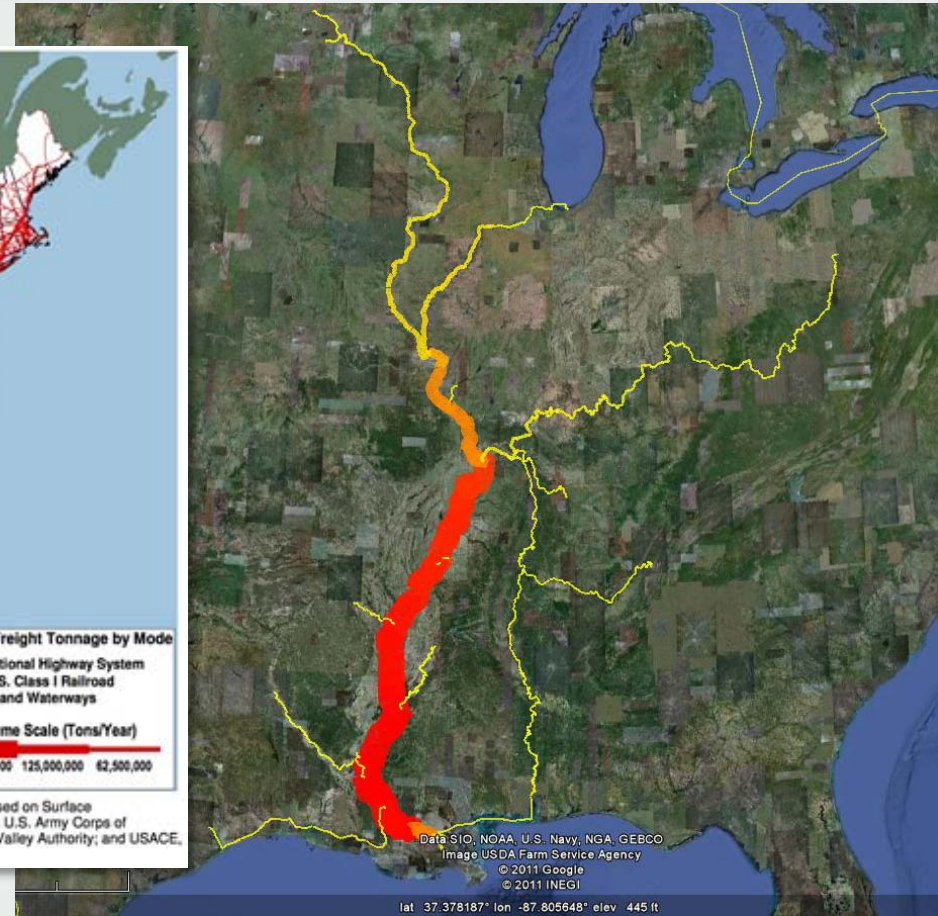 reight Tonnage by Mode
tional Highway System
S. Class I Railroad
and Waterways
me Scale (Tons/Year)
00 125,000,000 62,500,000
sed on Surface
U.S. Army Corps of
Valley Authority; and USACE,
Data SIO, NOAA, U.S. Navy, NGA, GEBCO
Image USDA Farm Service Agency
© 2011 Google
© 2011 INEGI
lat 37.378187° lon -87.805648° elev 445 ft